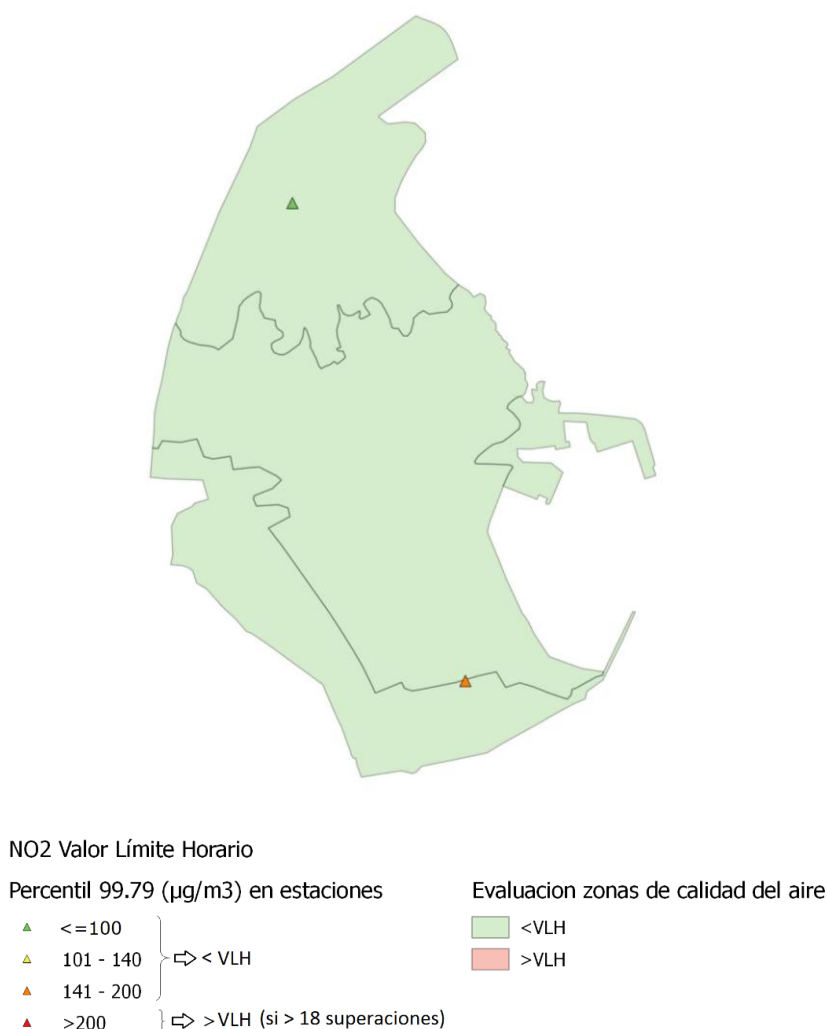 NO2 Valor Límite Horario
Percentil 99.79 (µg/m3) en estaciones
<=100
101 - 140
141 - 200
>200
< VLH
>VLH (si > 18 superaciones)
Evaluacion zonas de calidad del aire
<VLH
>VLH